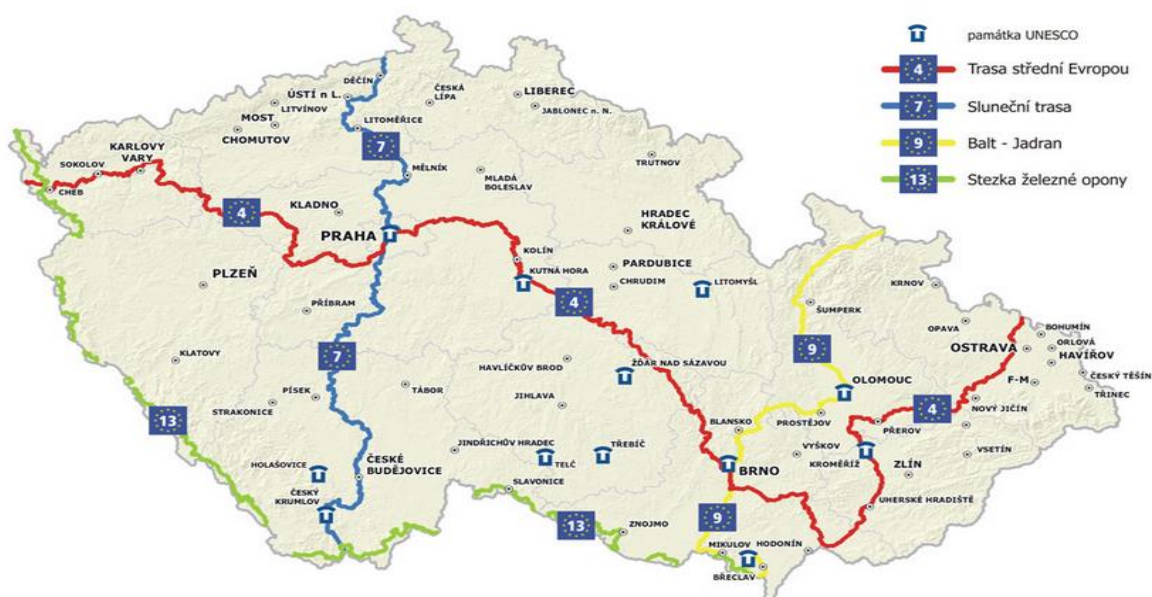 památka UNESCO
4 Trasa střední Evropou
7 Sluneční trasa
9 Balt - Jadran
13 Stezka železné opony
DĚČÍN
ÚSTÍ n L.
LITVÍNOV
MOST
CHOMUTOV
ČESKÁ
LÍPA
LIBEREC
JABLONEC n. N.
LITOMĚŘICE
7
KARLOVY
VARY
SOKOLOV
CHEB
4
KLADNO
PRAHA
MĚLNÍK
MLADÁ
BOLESLAV
TRUTNOV
HRADEC
KRÁLOVÉ
KOLÍN
KUTNÁ HORA
PARDUBICE
CHRUDIM
LITOMYŠL
4
PLZEŇ
PŘÍBRAM
7
KLATOVY
PÍSEK
STRAKONICE
TÁBOR
HAVLÍČKŮV BROD
ŽĎÁR NAD SÁZAVOU
JIHLAVA
13
HOLAŠOVICE
ČESKÉ
BUDĚJOVICE
ČESKÝ
KRUMLOV
JINDŘICHŮV HRADEC
TELČ
TŘEBÍČ
SLAVONICE
13
ZNOJMO
KRNOV
ŠUMPERK
9
OPAVA
OSTRAVA
BOHUMÍN
ORLOVÁ
HAVÍŘOV
ČESKÝ TĚŠÍN
F-M
TŘINEC
OLOMOUC
4
NOVÝ JIČÍN
BLANSKO
PROSTĚJOV
PŘEROV
VYŠKOV
KROMĚŘÍŽ
VSETÍN
ZLÍN
BRNO
UHERSKÉ HRADIŠTĚ
9
MIKULOV
HODONÍN
BŘECLAV